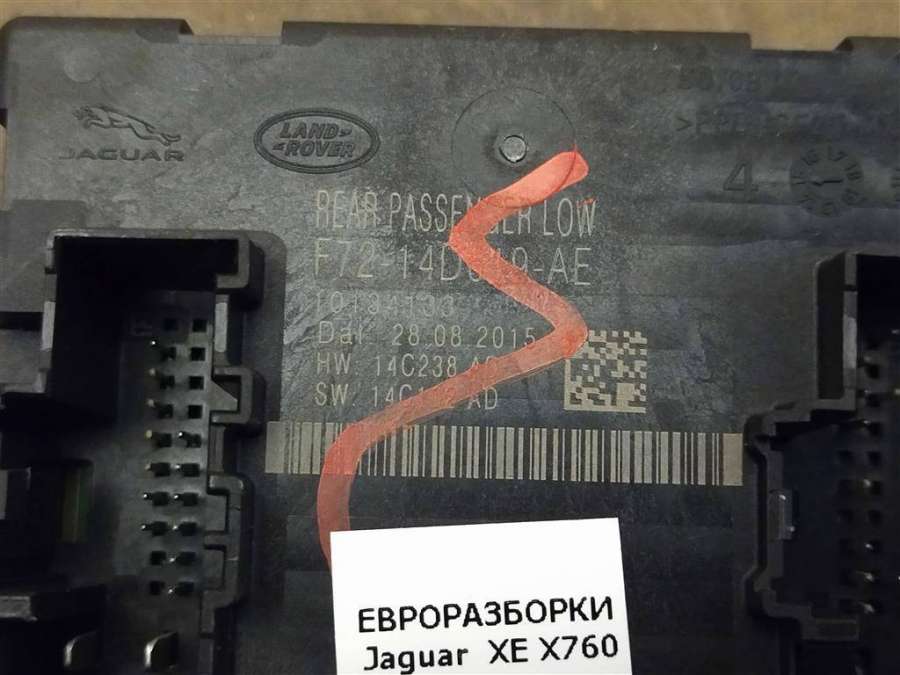 JAGUAR
LAND-
-ROVER
4
REAR PASSENGER LOW
10134133
Dat. 28.08.2015
HW. 14C238
SW. AD
ЕВРОРАЗБОРКИ
Jaguar XE X760